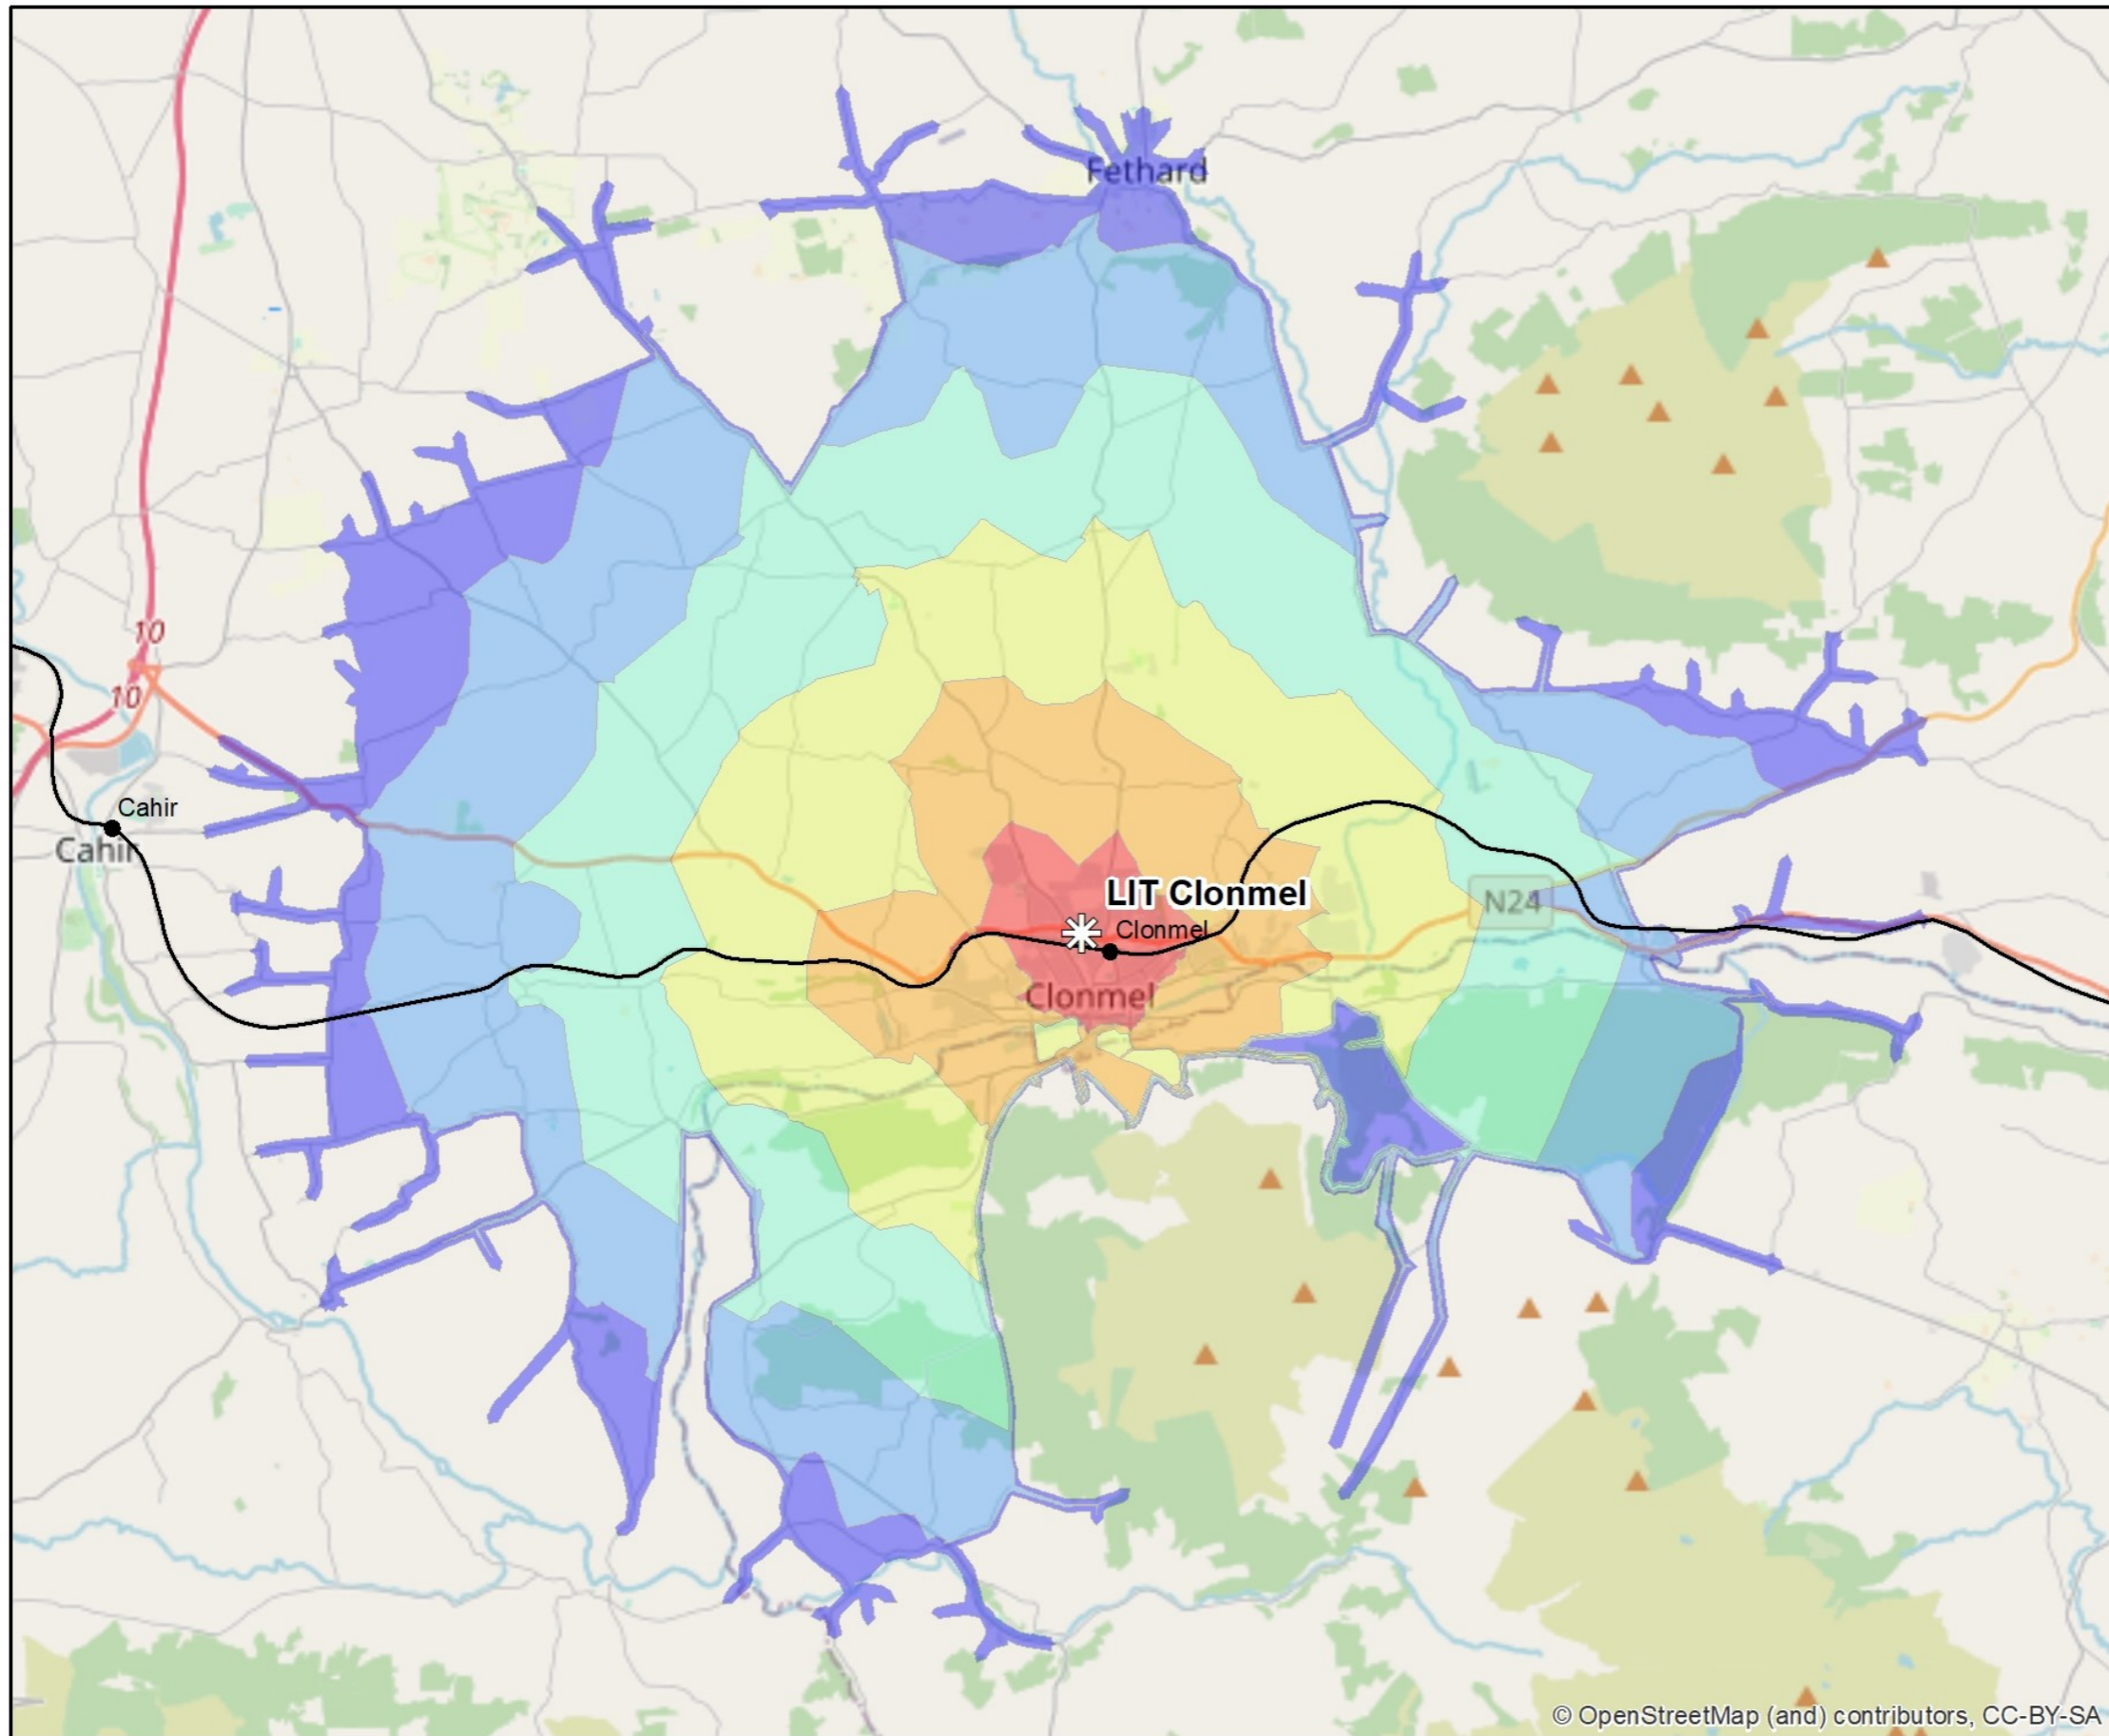 Fethard
10
10
Cahir
Cahir
LIT Clonmel
Clonmel
N24
Clonmel
© OpenStreetMap (and) contributors, CC-BY-SA